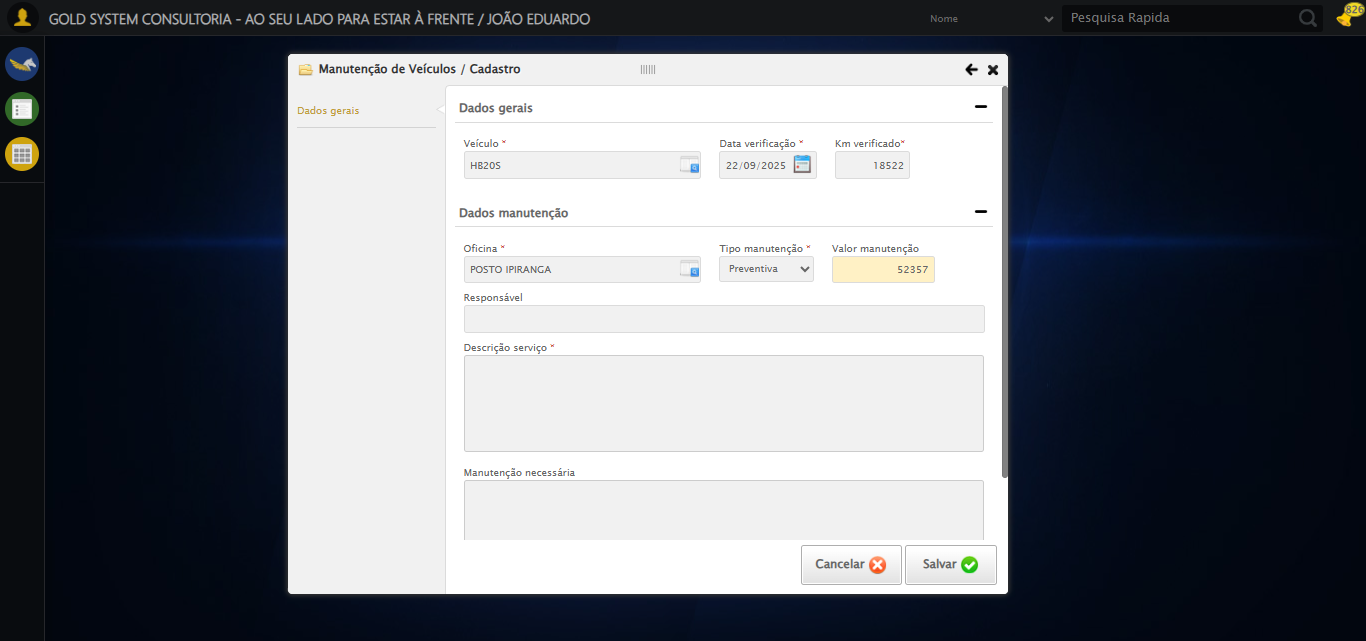 GOLD SYSTEM CONSULTORIA - AO SEU LADO PARA ESTAR À FRENTE / JOÃO EDUARDO
Nome
Pesquisa Rapida
826
Manutenção de Veículos / Cadastro
Dados gerais
Dados gerais
Veículo * Data verificação * Km verificado*
HB20S 22/09/2025 18522
Dados manutenção
Oficina * Tipo manutenção * Valor manutenção
POSTO IPIRANGA Preventiva 52357
Responsável
Descrição serviço *
Manutenção necessária
Cancelar Salvar